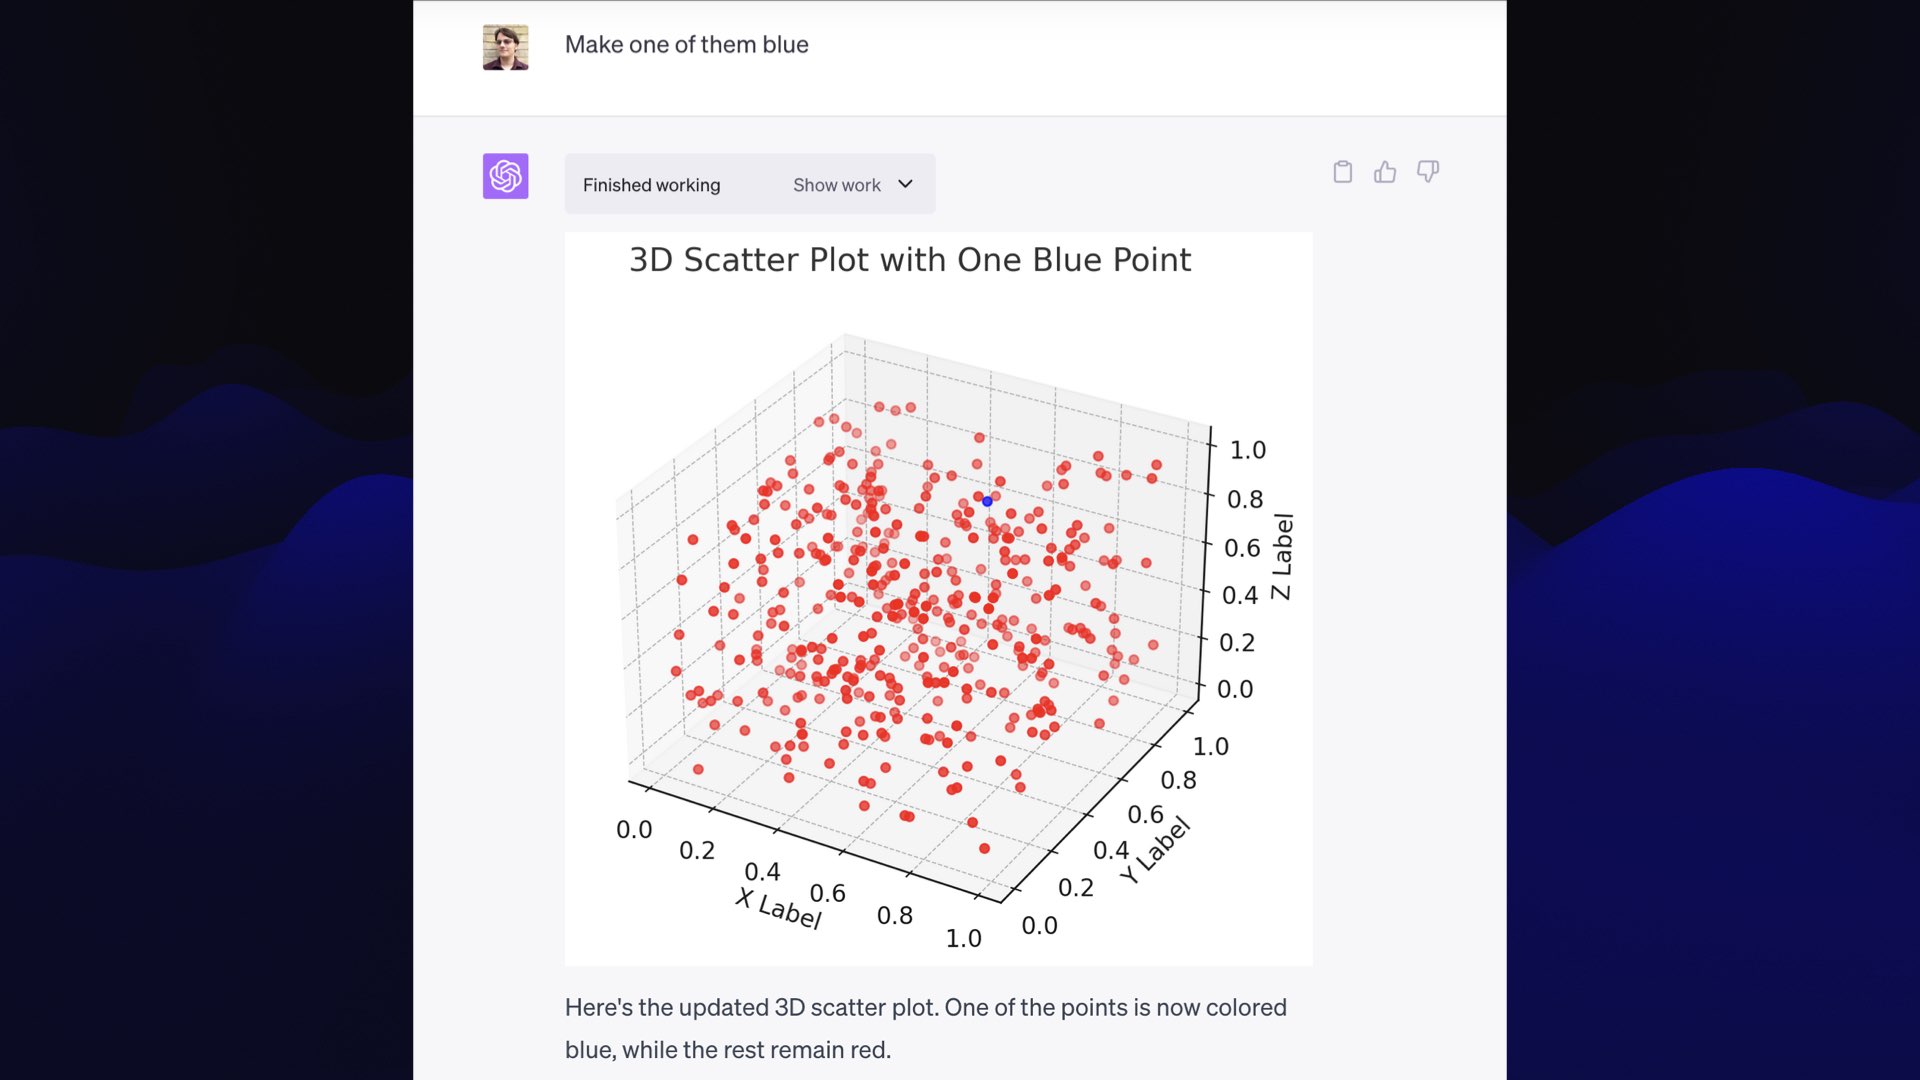 Make one of them blue
Finished working Show work
3D Scatter Plot with One Blue Point
1.0
0.8
0.6
0.4
0.2
0.0
Z Label
1.0
0.8
0.6
0.4
0.2
0.0
Y Label
0.0
0.2
0.4
0.6
0.8
1.0
X Label
Here's the updated 3D scatter plot. One of the points is now colored
blue, while the rest remain red.